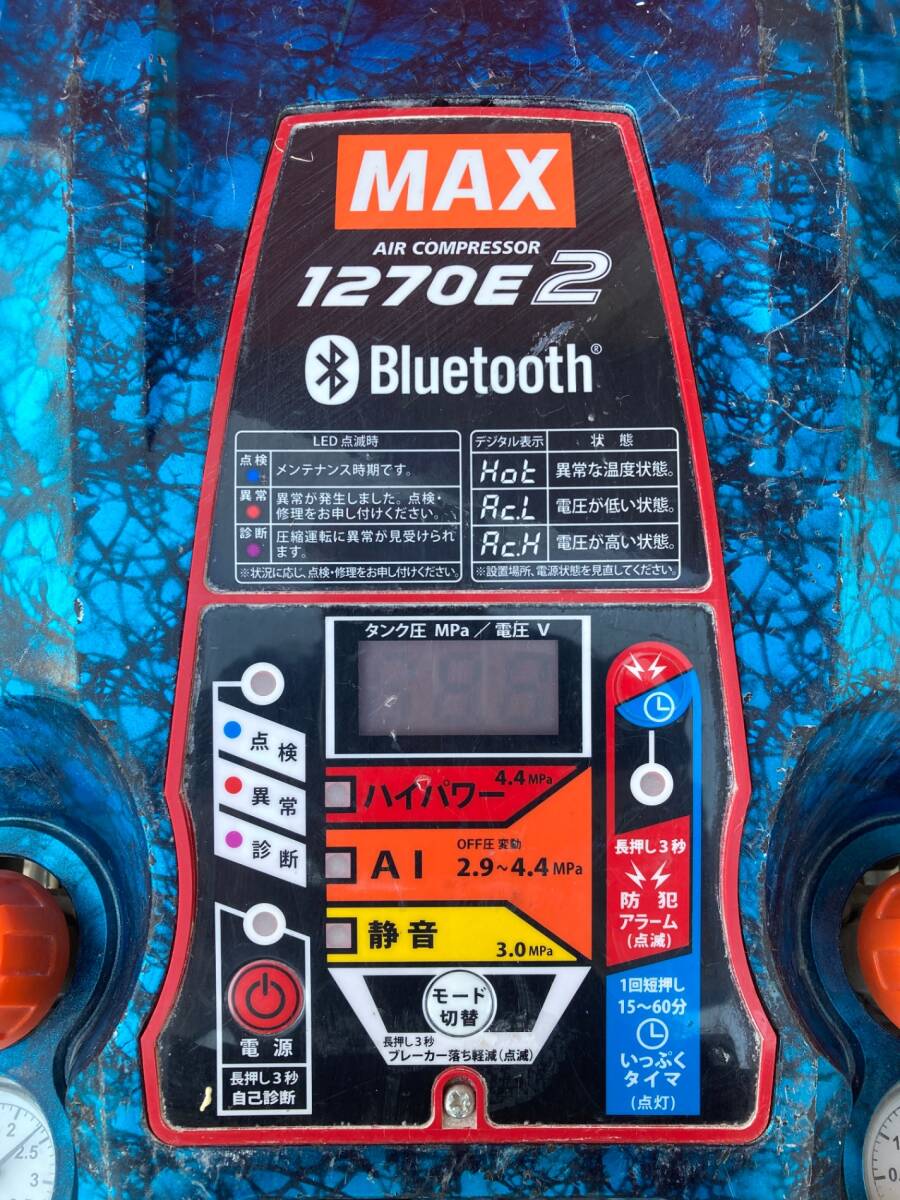 MAX
AIR COMPRESSOR
1270E2
Bluetooth®
LED 点滅時
点検 メンテナンス時期です。
異常 異常が発生しました。点検・
修理をお申し付けください。
診断 圧縮運転に異常が見受けられ
ます。
※状況に応じ、点検・修理をお申し付けください。
デジタル表示 状態
Hot 異常な温度状態。
Ac.L 電圧が低い状態。
Ac.H 電圧が高い状態。
※設置場所、電源状態を見直してください。
タンク圧 MPa／電圧 V
点検
異常
診断
ハイパワー 4.4 MPa
AI OFF圧 変動
2.9～4.4 MPa
静音 3.0 MPa
モード
切替
長押し3秒
ブレーカー落ち軽減(点滅)
電源
長押し3秒
自己診断
長押し3秒
防犯
アラーム
(点滅)
1回短押し
15～60分
いっぷく
タイマ
(点灯)
2
2.5
3